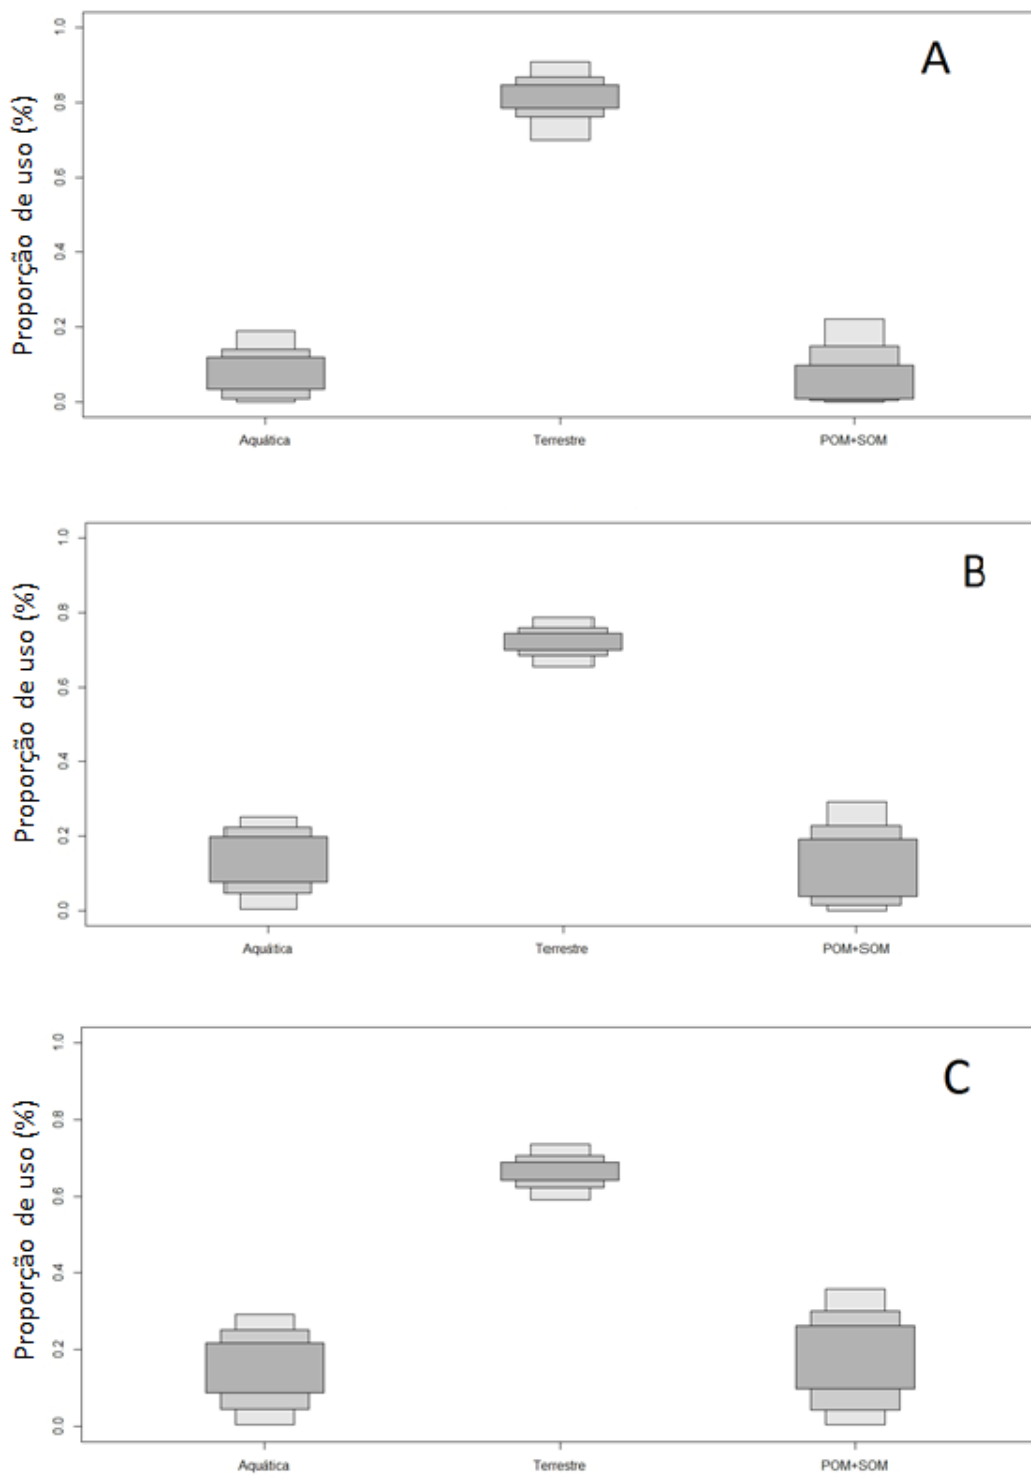 Proporção de uso (%)
1.0
0.8
0.6
0.4
0.2
0.0
A
Aquática
Terrestre
POM+SOM
Proporção de uso (%)
1.0
0.8
0.6
0.4
0.2
0.0
B
Aquática
Terrestre
POM+SOM
Proporção de uso (%)
1.0
0.8
0.6
0.4
0.2
0.0
C
Aquática
Terrestre
POM+SOM